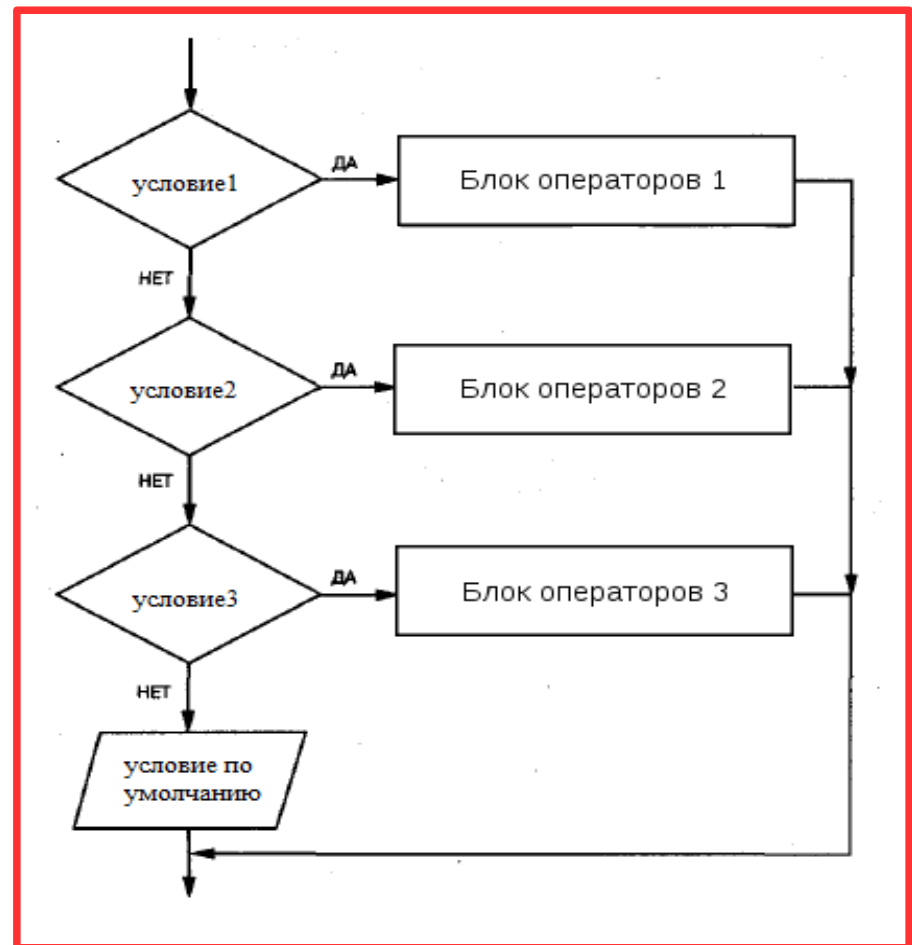 условие1
ДА
Блок операторов 1
НЕТ
условие2
ДА
Блок операторов 2
НЕТ
условие3
ДА
Блок операторов 3
НЕТ
условие по
умолчанию